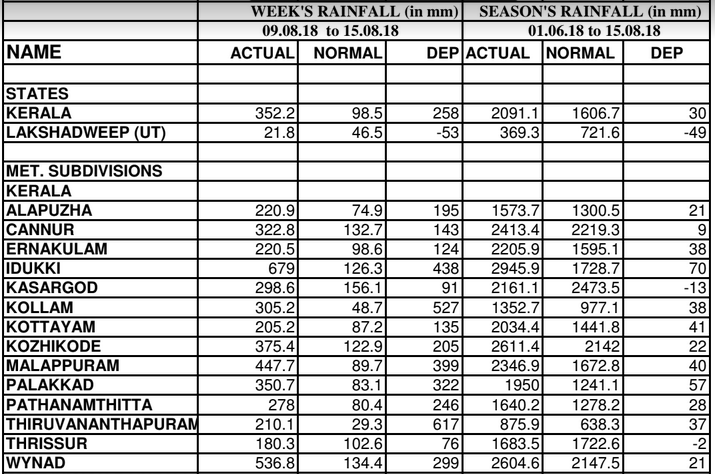 WEEK'S RAINFALL (in mm) SEASON'S RAINFALL (in mm)
09.08.18 to 15.08.18 01.06.18 to 15.08.18
NAME ACTUAL NORMAL DEP ACTUAL NORMAL DEP
STATES
KERALA 352.2 98.5 258 2091.1 1606.7 30
LAKSHADWEEP (UT) 21.8 46.5 -53 369.3 721.6 -49
MET. SUBDIVISIONS
KERALA
ALAPUZHA 220.9 74.9 195 1573.7 1300.5 21
CANNUR 322.8 132.7 143 2413.4 2219.3 9
ERNAKULAM 220.5 98.6 124 2205.9 1595.1 38
IDUKKI 679 126.3 438 2945.9 1728.7 70
KASARGOD 298.6 156.1 91 2161.1 2473.5 -13
KOLLAM 305.2 48.7 527 1352.7 977.1 38
KOTTAYAM 205.2 87.2 135 2034.4 1441.8 41
KOZHIKODE 375.4 122.9 205 2611.4 2142 22
MALAPPURAM 447.7 89.7 399 2346.9 1672.8 40
PALAKKAD 350.7 83.1 322 1950 1241.1 57
PATHANAMTHITTA 278 80.4 246 1640.2 1278.2 28
THIRUVANANTHAPURAM 210.1 29.3 617 875.9 638.3 37
THRISSUR 180.3 102.6 76 1683.5 1722.6 -2
WYNAD 536.8 134.4 299 2604.6 2147.5 21